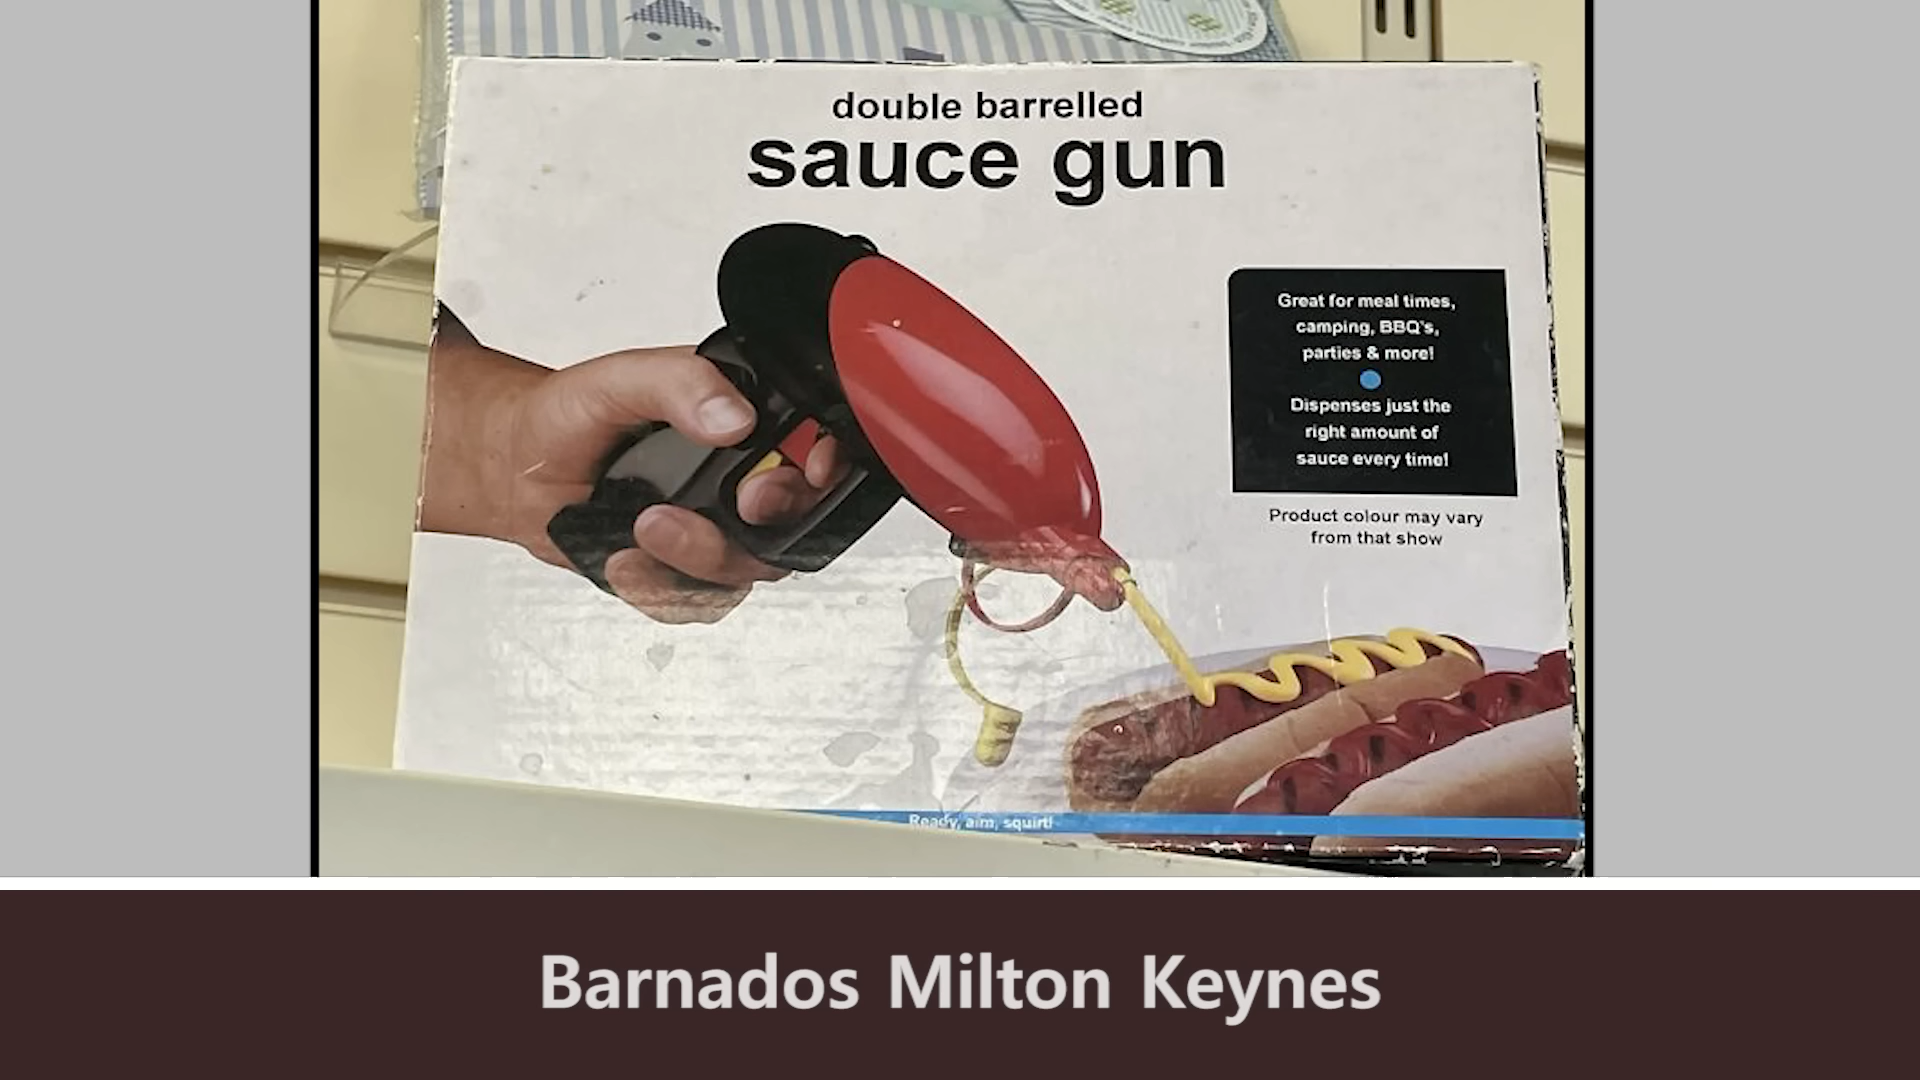 double barrelled
sauce gun
Great for meal times,
camping, BBQ's,
parties & more!
Dispenses just the
right amount of
sauce every time!
Product colour may vary
from that show
Ready, aim, squirt!
Barnados Milton Keynes